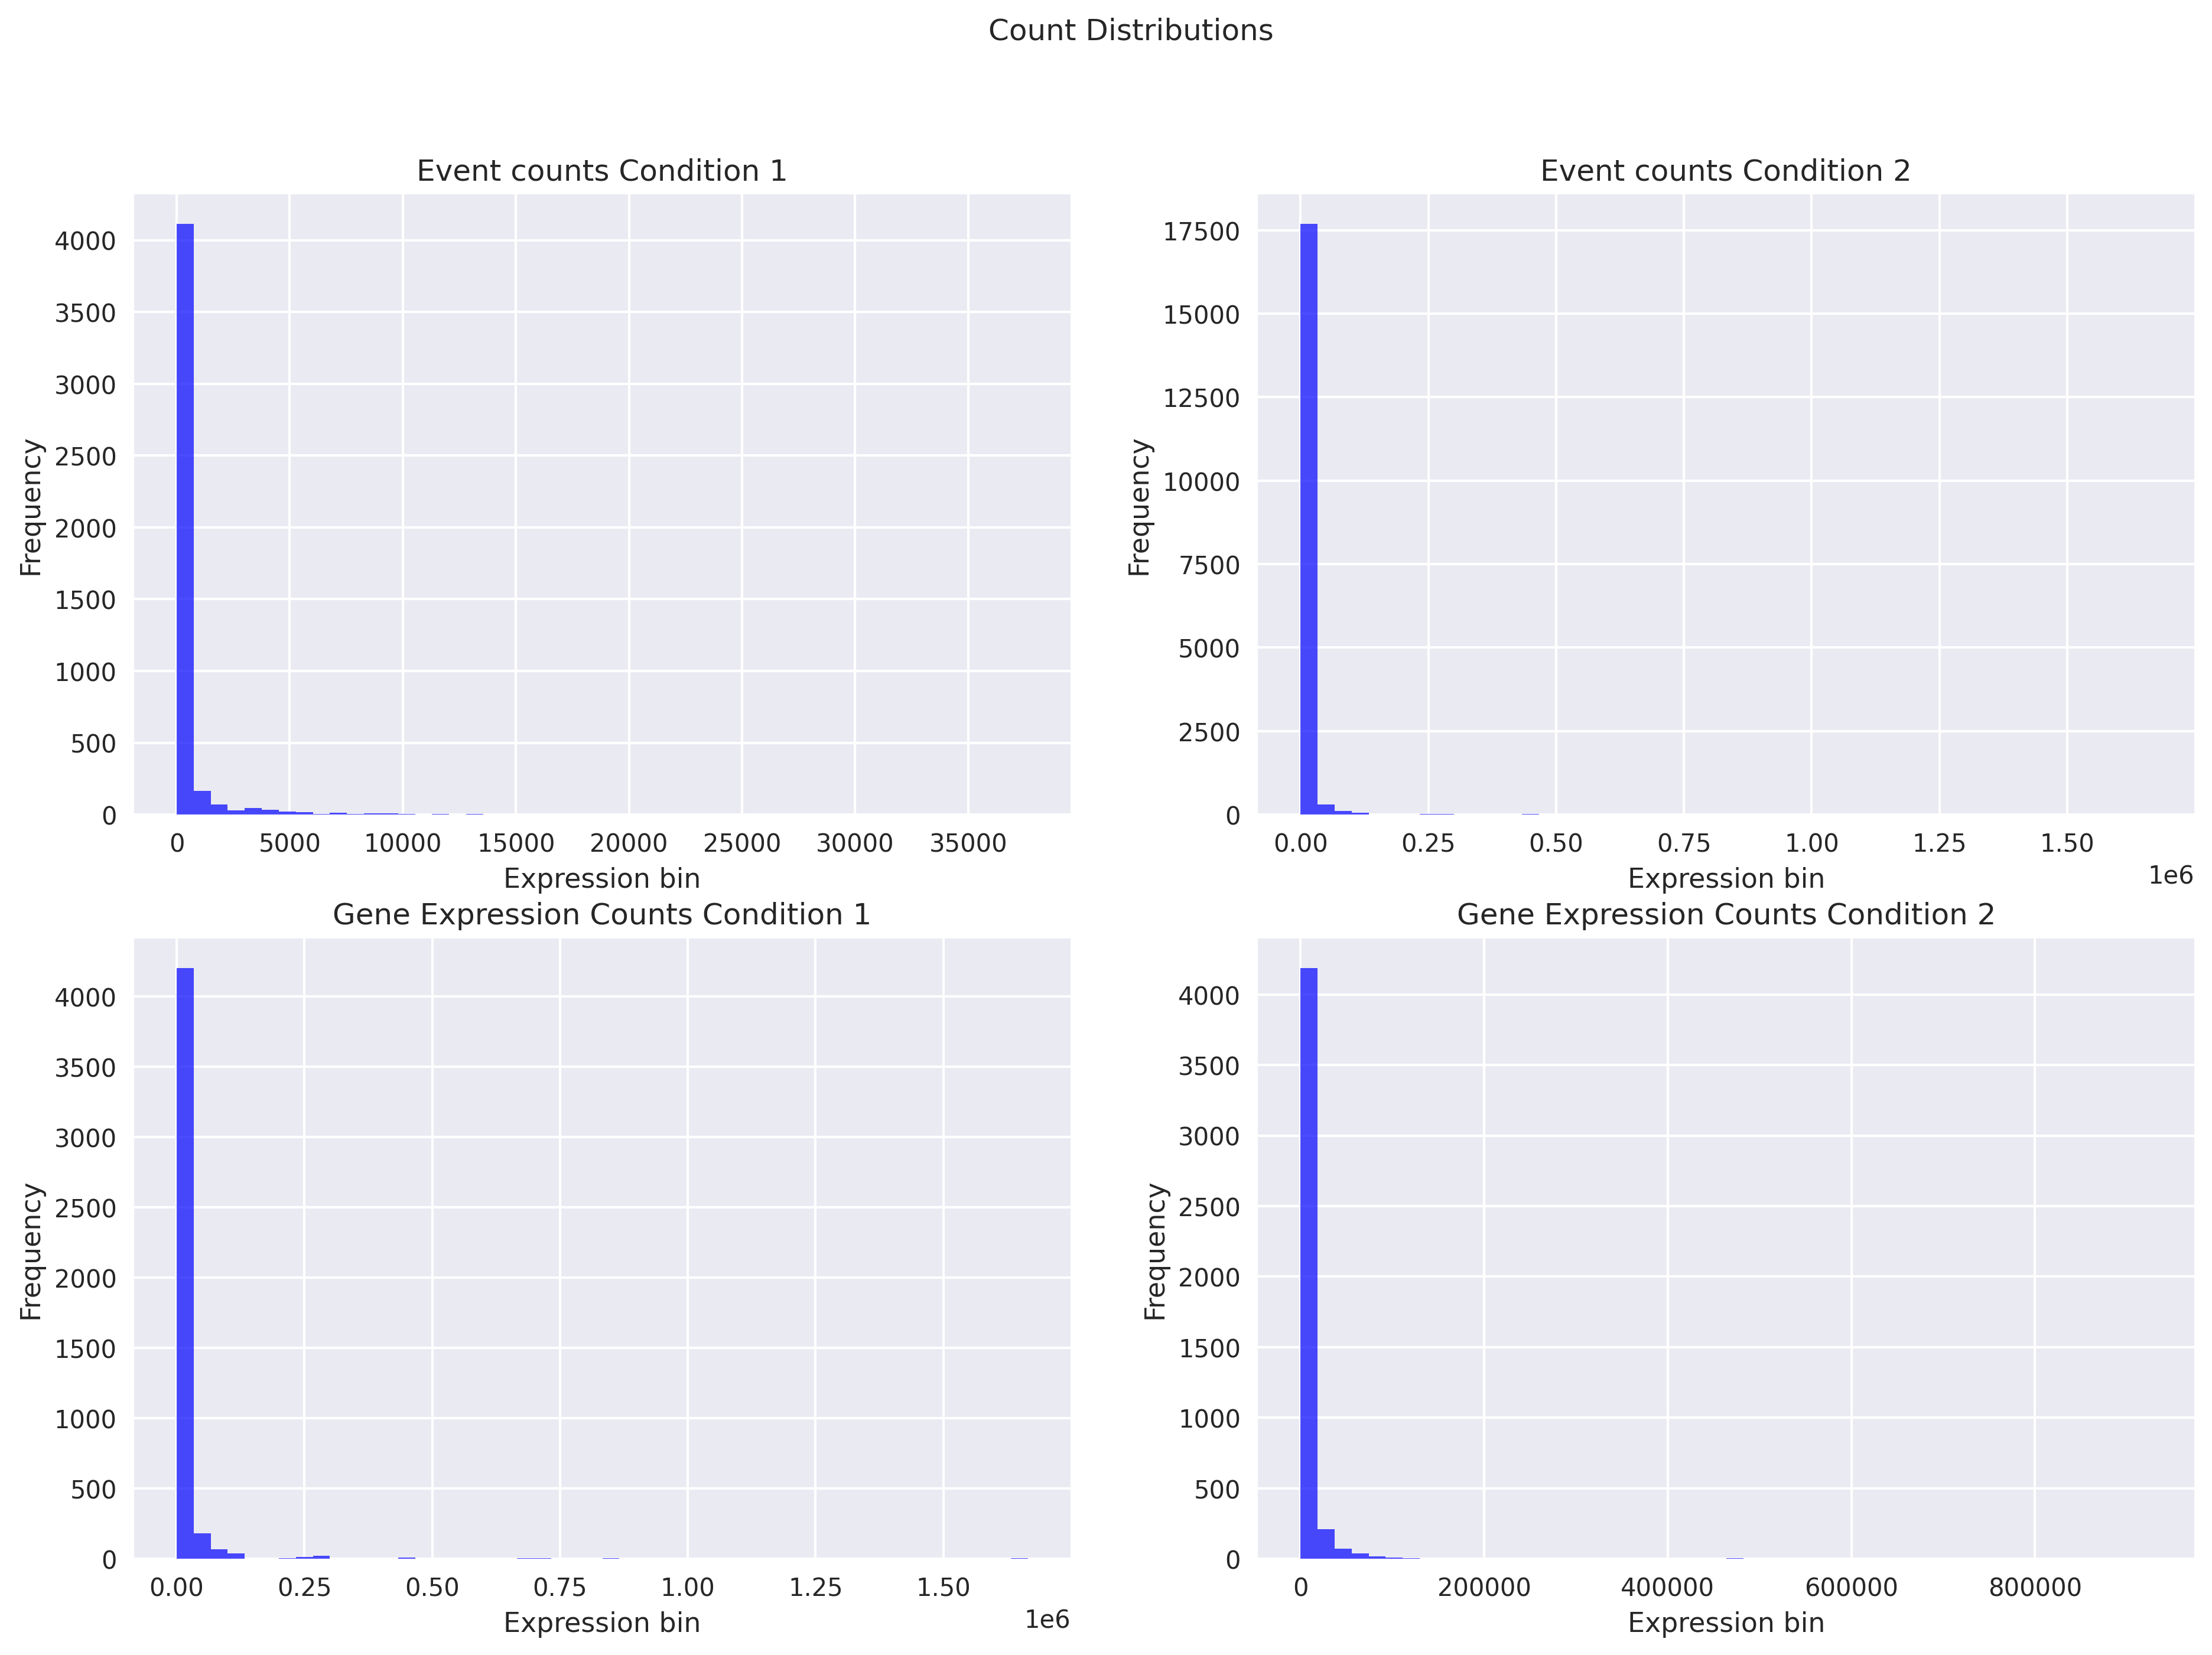 Count Distributions
Event counts Condition 1
Frequency
4000
3500
3000
2500
2000
1500
1000
500
0
0 5000 10000 15000 20000 25000 30000 35000
Expression bin
Event counts Condition 2
Frequency
17500
15000
12500
10000
7500
5000
2500
0
0.00 0.25 0.50 0.75 1.00 1.25 1.50
1e6
Expression bin
Gene Expression Counts Condition 1
Frequency
4000
3500
3000
2500
2000
1500
1000
500
0
0.00 0.25 0.50 0.75 1.00 1.25 1.50
1e6
Expression bin
Gene Expression Counts Condition 2
Frequency
4000
3500
3000
2500
2000
1500
1000
500
0
0 200000 400000 600000 800000
Expression bin